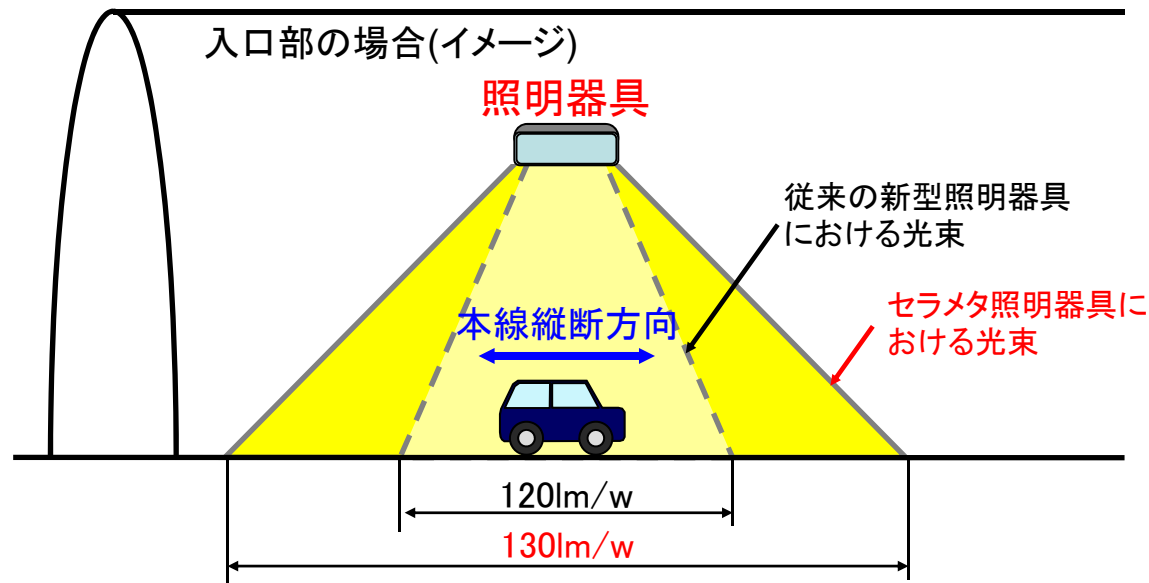 入口部の場合(イメージ)
照明器具
従来の新型照明器具
における光束
セラメタ照明器具に
おける光束
本線縦断方向
120lm/w
130lm/w